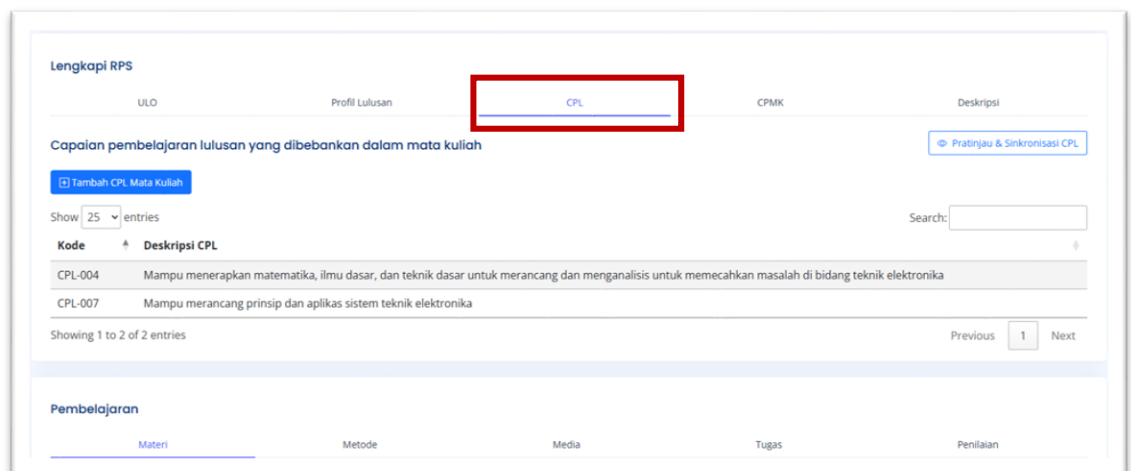 Lengkapi RPS
ULO Profil Lulusan CPL CPMK Deskripsi
Capaian pembelajaran lulusan yang dibebankan dalam mata kuliah Pratinjau & Sinkronisasi CPL
Tambah CPL Mata Kuliah
Show 25 entries Search:
Kode Deskripsi CPL
CPL-004 Mampu menerapkan matematika, ilmu dasar, dan teknik dasar untuk merancang dan menganalisis untuk memecahkan masalah di bidang teknik elektronika
CPL-007 Mampu merancang prinsip dan aplikas sistem teknik elektronika
Showing 1 to 2 of 2 entries Previous 1 Next
Pembelajaran
Materi Metode Media Tugas Penilaian